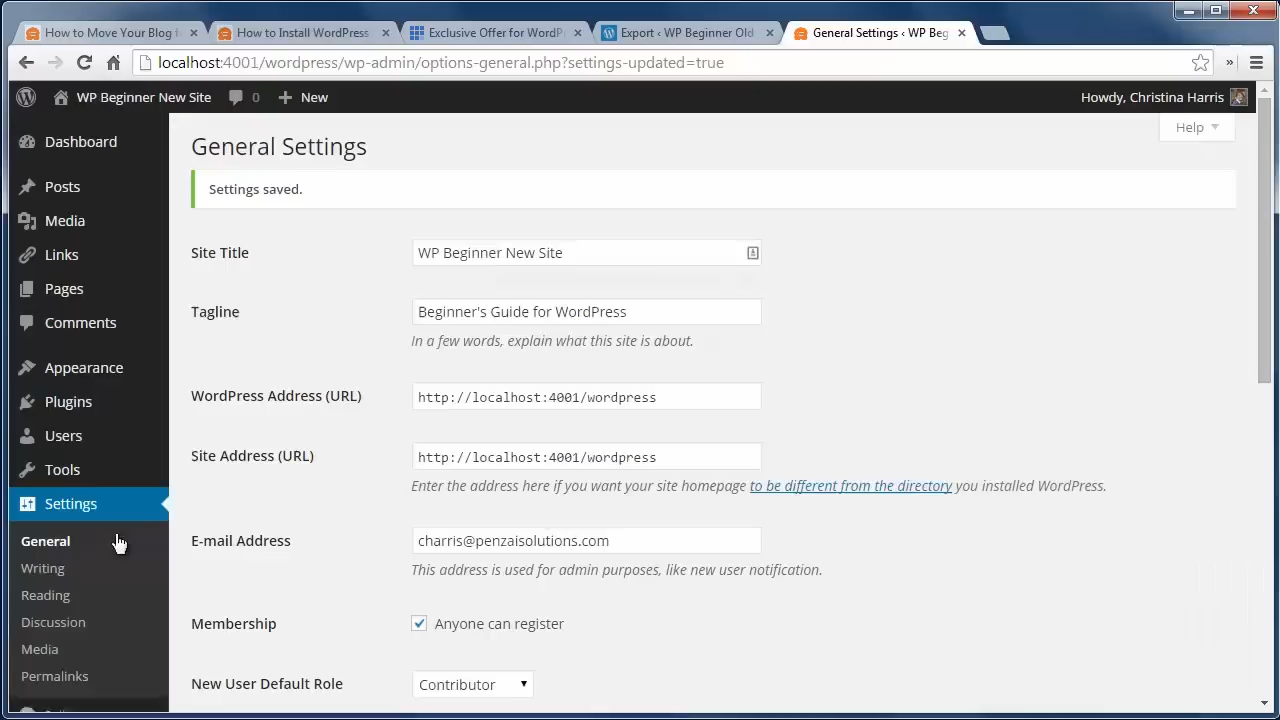 How to Move Your Blog f
How to Install WordPress
Exclusive Offer for WordP
Export ‹ WP Beginner Old
General Settings ‹ WP Beg
localhost:4001/wordpress/wp-admin/options-general.php?settings-updated=true
WP Beginner New Site
0
New
Howdy, Christina Harris
Help
Dashboard
Posts
Media
Links
Pages
Comments
Appearance
Plugins
Users
Tools
Settings
General
Writing
Reading
Discussion
Media
Permalinks
General Settings
Settings saved.
Site Title WP Beginner New Site
Tagline Beginner's Guide for WordPress
In a few words, explain what this site is about.
WordPress Address (URL) http://localhost:4001/wordpress
Site Address (URL) http://localhost:4001/wordpress
Enter the address here if you want your site homepage to be different from the directory you installed WordPress.
E-mail Address charris@penzaisolutions.com
This address is used for admin purposes, like new user notification.
Membership Anyone can register
New User Default Role Contributor